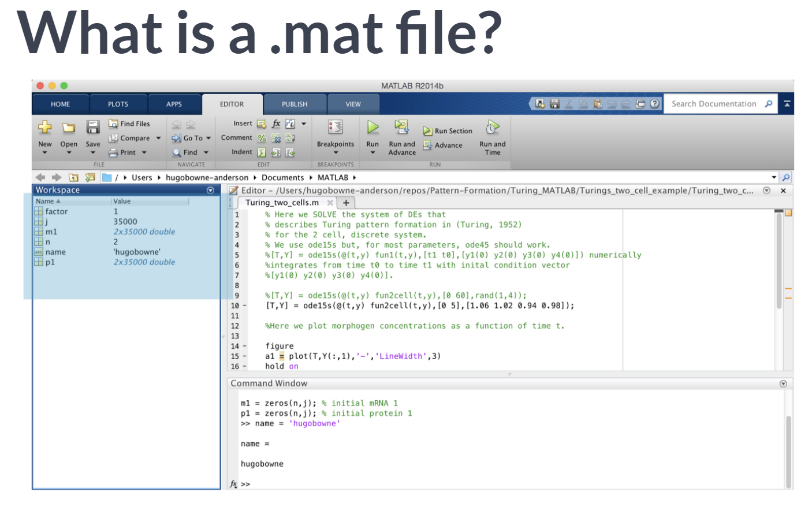 What is a .mat file?
MATLAB R2014b
HOME PLOTS APPS EDITOR PUBLISH VIEW Search Documentation
New Open Save Find Files Compare Print Go To Find Insert fx Comment Indent Breakpoints Run Run and Advance Run Section Advance Run and Time
FILE NAVIGATE EDIT BREAKPOINTS RUN
/ Users hugobowne-anderson Documents MATLAB
Workspace
Name Value
factor 1
j 35000
m1 2x35000 double
n 2
name 'hugobowne'
p1 2x35000 double
Editor - /Users/hugobowne-anderson/repos/Pattern-Formation/Turing_MATLAB/Turings_two_cell_example/Turing_two_c...
Turing_two_cells.m +
1 % Here we SOLVE the system of DEs that
2 % describes Turing pattern formation in (Turing, 1952)
3 % for the 2 cell, discrete system.
4 % We use ode15s but, for most parameters, ode45 should work.
5 %[T,Y] = ode15s(@(t,y) fun1(t,y),[t1 t0],[y1(0) y2(0) y3(0) y4(0)]) numerically
6 %integrates from time t0 to time t1 with inital condition vector
7 %[y1(0) y2(0) y3(0) y4(0)].
8
9 %[T,Y] = ode15s(@(t,y) fun2cell(t,y),[0 60],rand(1,4));
10 - [T,Y] = ode15s(@(t,y) fun2cell(t,y),[0 5],[1.06 1.02 0.94 0.98]);
11
12 %Here we plot morphogen concentrations as a function of time t.
13
14 - figure
15 - a1 = plot(T,Y(:,1),'-','LineWidth',3)
16 - hold on
Command Window
m1 = zeros(n,j); % initial mRNA 1
p1 = zeros(n,j); % initial protein 1
>> name = 'hugobowne'
name =
hugobowne
fx >>